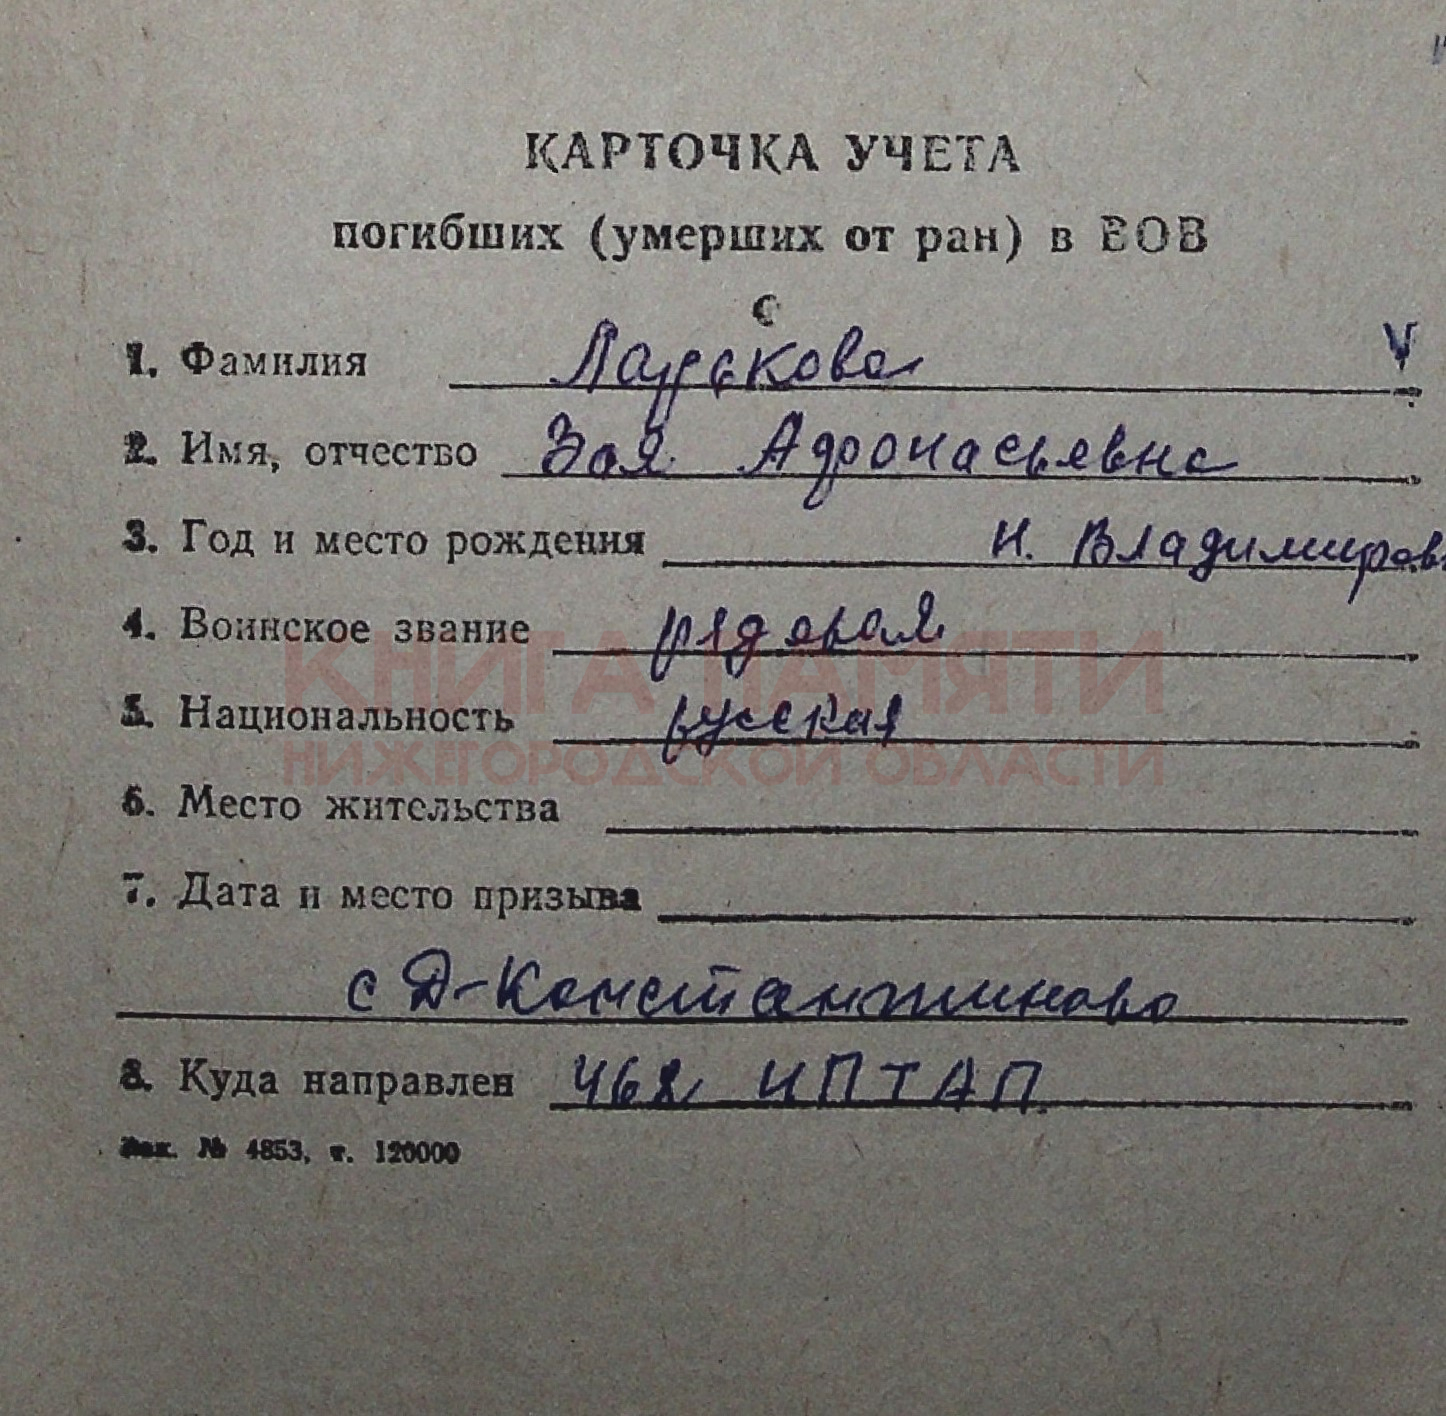 КАРТОЧКА УЧЕТА
погибших (умерших от ран) в ВОВ
с
1. Фамилия Ларькова V
2. Имя, отчество Зоя Афонасьевна
3. Год и место рождения Н. Владимиров
4. Воинское звание рядовая
КНИГА ПАМЯТИ
5. Национальность русская
НИЖЕГОРОДСКОЙ ОБЛАСТИ
6. Место жительства
7. Дата и место призыва
с Д-Константиново
8. Куда направлен 468 ИПТАП
Зак. № 4853, т. 120000